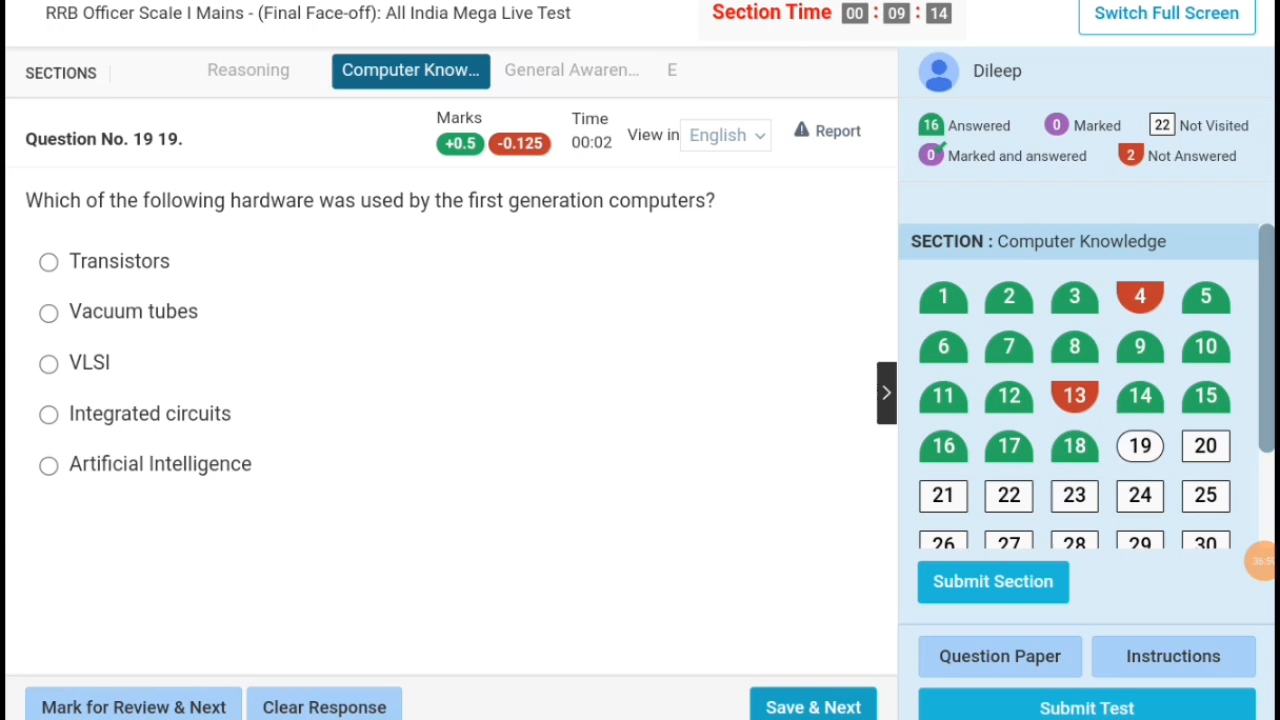 RRB Officer Scale I Mains - (Final Face-off): All India Mega Live Test
Section Time 00 : 09 : 14
Switch Full Screen
SECTIONS
Reasoning
Computer Know...
General Awaren...
E
Dileep
Question No. 19 19.
Marks
+0.5 -0.125
Time
00:02
View in English
Report
16 Answered
0 Marked
22 Not Visited
0 Marked and answered
2 Not Answered
Which of the following hardware was used by the first generation computers?
Transistors
Vacuum tubes
VLSI
Integrated circuits
Artificial Intelligence
SECTION : Computer Knowledge
1 2 3 4 5
6 7 8 9 10
11 12 13 14 15
16 17 18 19 20
21 22 23 24 25
26 27 28 29 30
Submit Section
Question Paper
Instructions
Mark for Review & Next
Clear Response
Save & Next
Submit Test